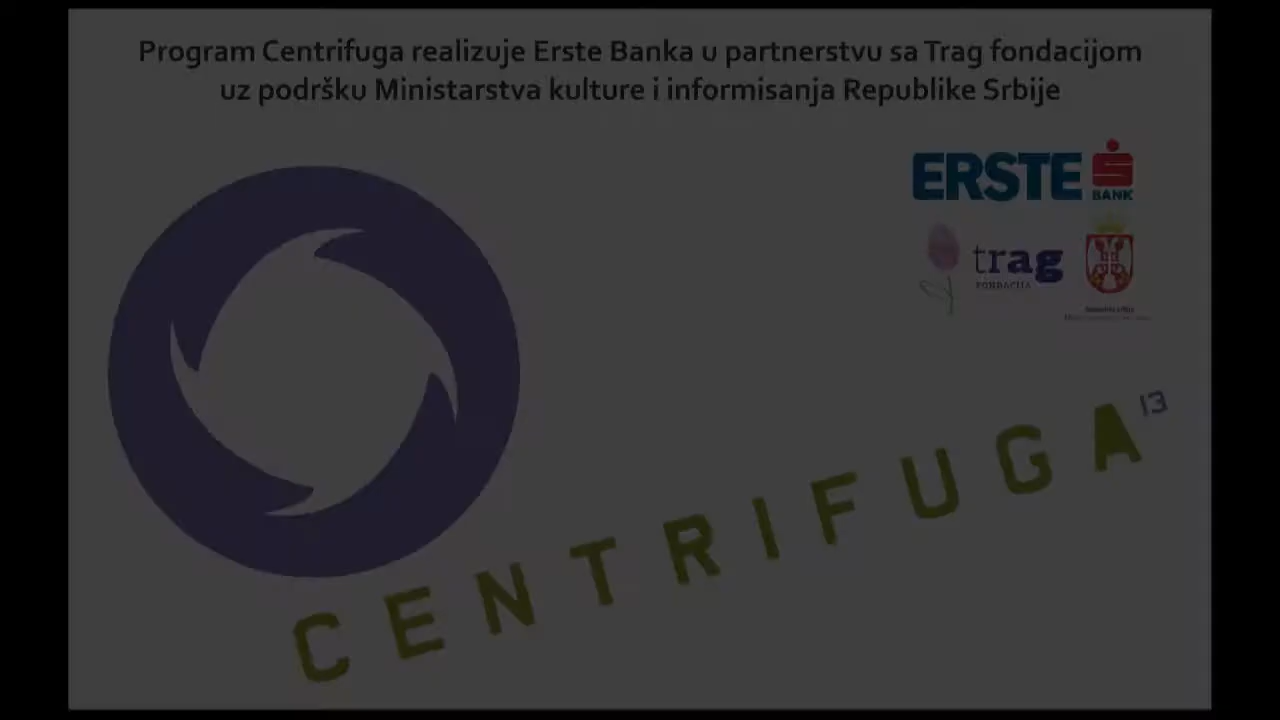 Program Centrifuga realizuje Erste Banka u partnerstvu sa Trag fondacijom
uz podršku Ministarstva kulture i informisanja Republike Srbije
ERSTE
BANK
trag
FONDACIJA
CENTRIFUGA 13